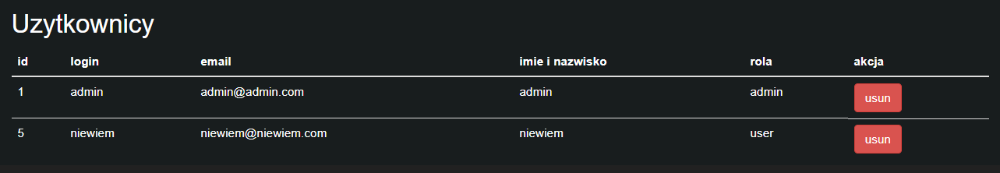 Uzytkownicy
id login email imie i nazwisko rola akcja
1 admin admin@admin.com admin admin usun
5 niewiem niewiem@niewiem.com niewiem user usun